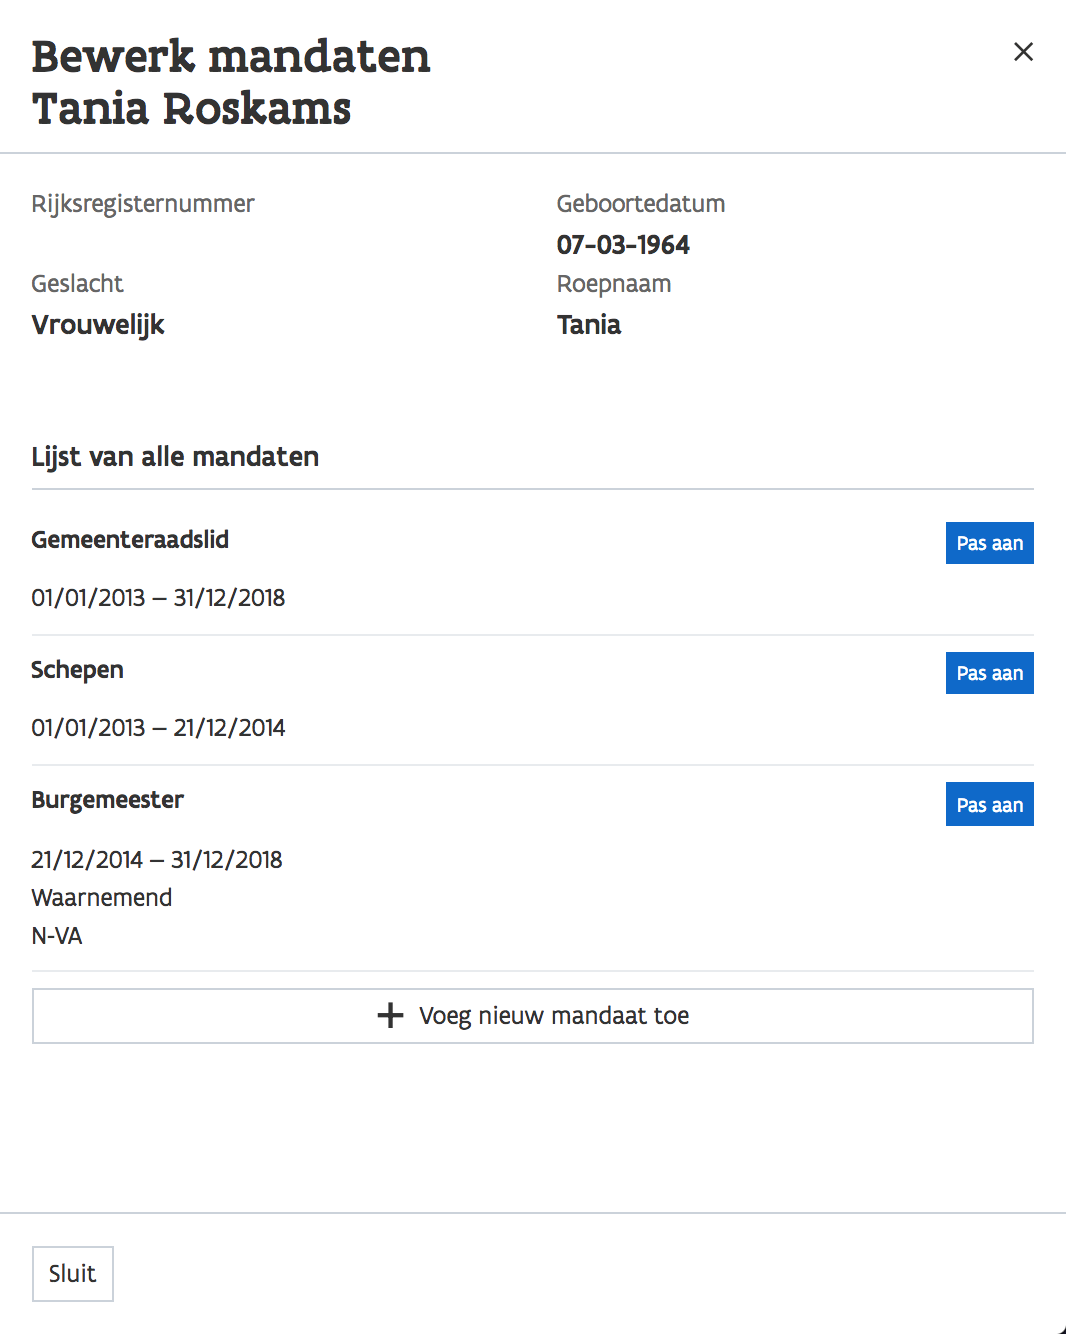 Bewerk mandaten
Tania Roskams
Rijksregisternummer
Geboortedatum
07-03-1964
Geslacht
Vrouwelijk
Roepnaam
Tania
Lijst van alle mandaten
Gemeenteraadslid
Pas aan
01/01/2013 – 31/12/2018
Schepen
Pas aan
01/01/2013 – 21/12/2014
Burgemeester
Pas aan
21/12/2014 – 31/12/2018
Waarnemend
N-VA
Voeg nieuw mandaat toe
Sluit